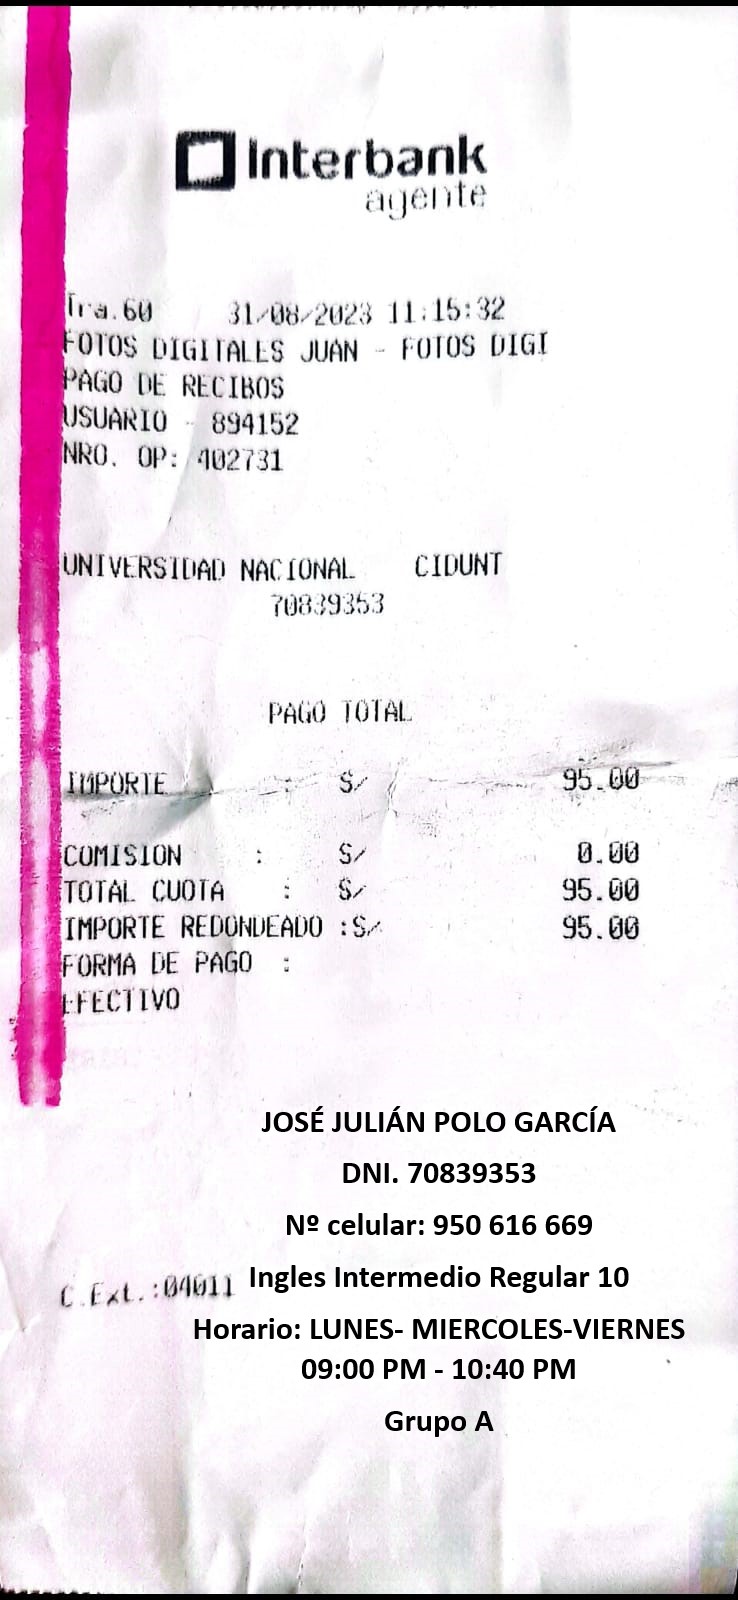 Interbank
agente
Tra.60 31/08/2023 11:15:32
FOTOS DIGITALES JUAN - FOTOS DIGI
PAGO DE RECIBOS
USUARIO - 894152
NRO. OP: 402731
UNIVERSIDAD NACIONAL CIDUNT
70839353
PAGO TOTAL
IMPORTE : S/ 95.00
COMISION : S/ 0.00
TOTAL CUOTA : S/ 95.00
IMPORTE REDONDEADO :S/ 95.00
FORMA DE PAGO :
EFECTIVO
JOSÉ JULIÁN POLO GARCÍA
DNI. 70839353
Nº celular: 950 616 669
C.Ext.:04011 Ingles Intermedio Regular 10
Horario: LUNES- MIERCOLES-VIERNES
09:00 PM - 10:40 PM
Grupo A